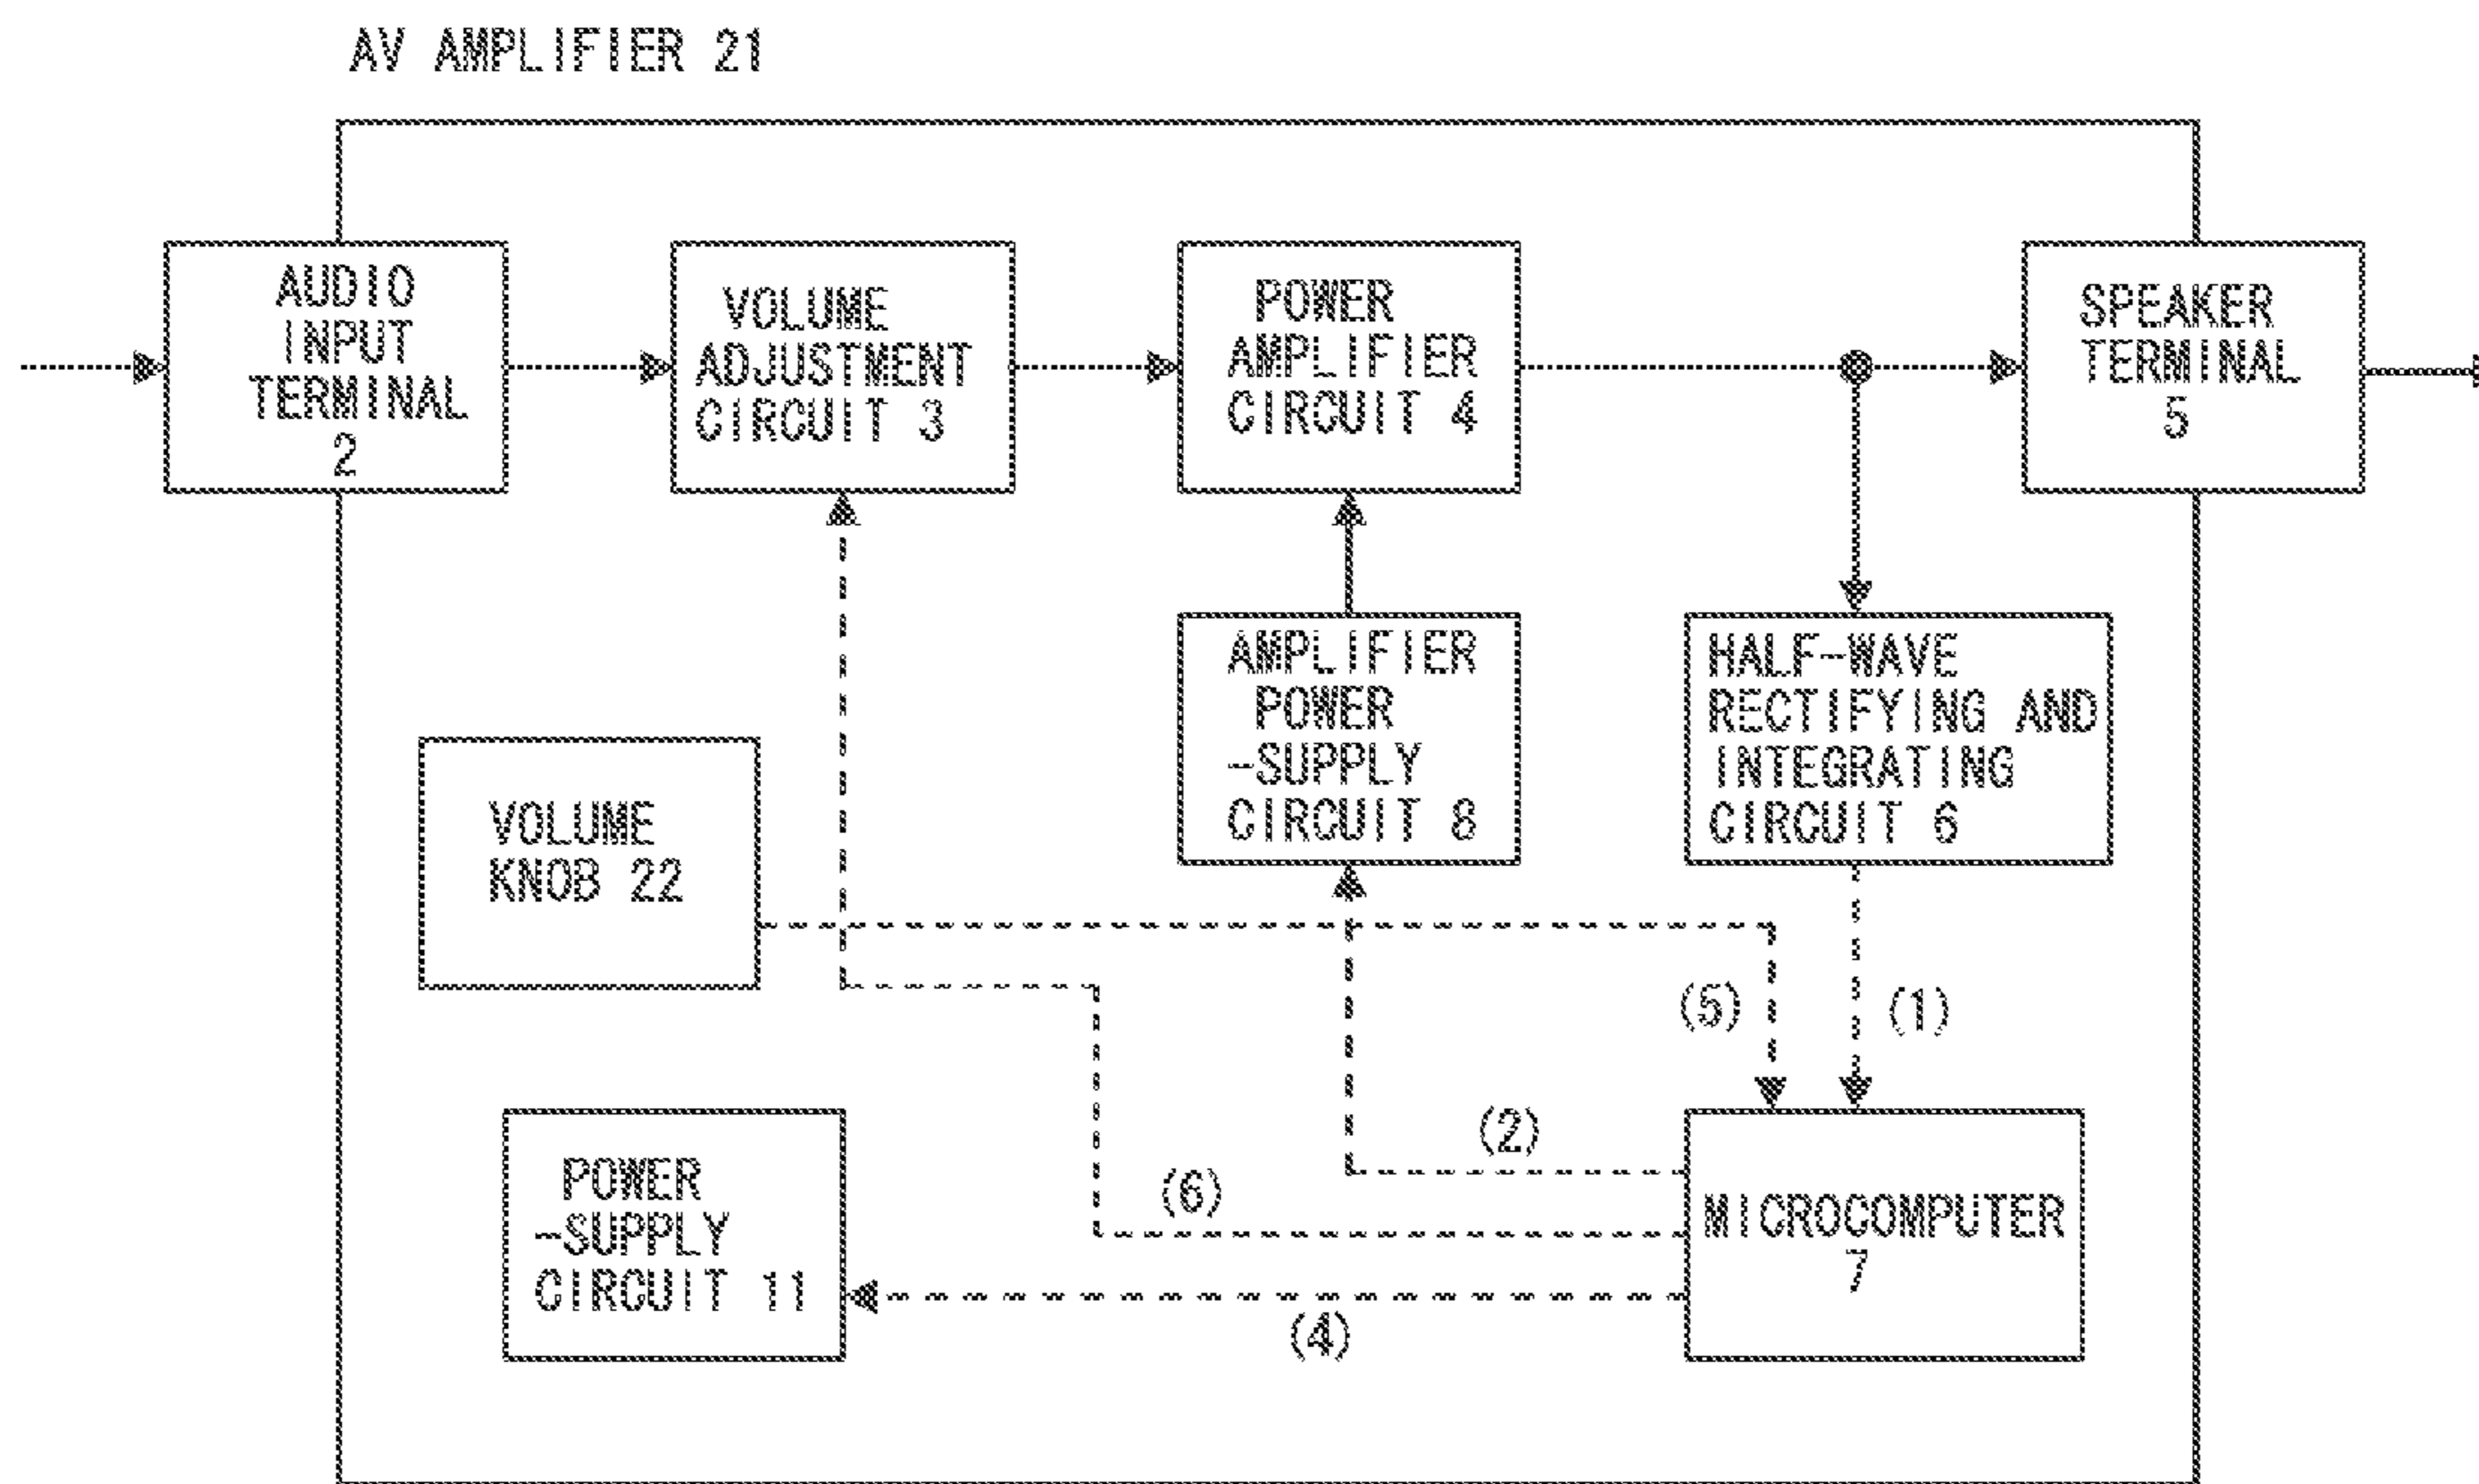 AV AMPLIFIER 21
AUDIO
INPUT
TERMINAL
2
VOLUME
ADJUSTMENT
CIRCUIT 3
POWER
AMPLIFIER
CIRCUIT 4
SPEAKER
TERMINAL
5
AMPLIFIER
POWER
-SUPPLY
CIRCUIT 8
HALF-WAVE
RECTIFYING AND
INTEGRATING
CIRCUIT 6
VOLUME
KNOB 22
(5)
(1)
(2)
(6)
POWER
-SUPPLY
CIRCUIT 11
MICROCOMPUTER
7
(4)